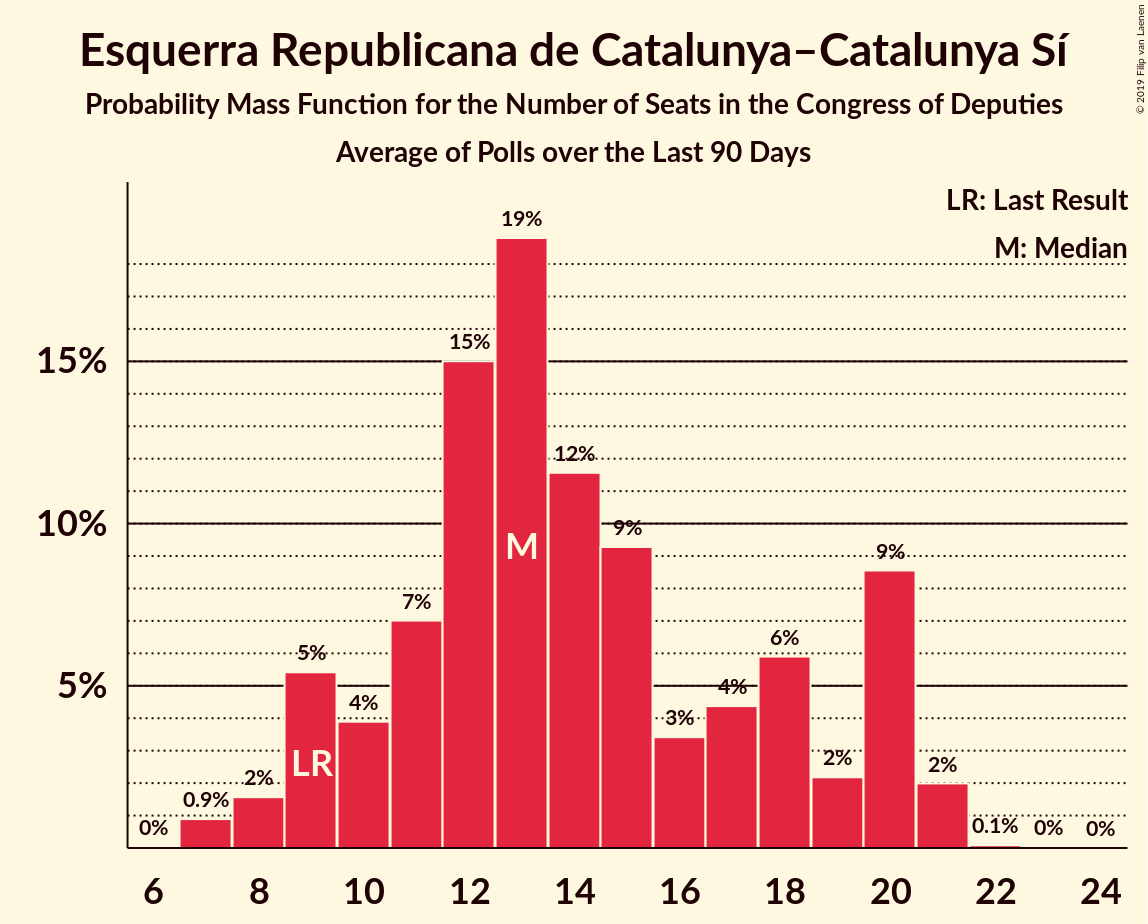 Esquerra Republicana de Catalunya–Catalunya Sí
Probability Mass Function for the Number of Seats in the Congress of Deputies
Average of Polls over the Last 90 Days
© 2019 Filip van Laenen
LR: Last Result
M: Median
15%
10%
5%
0%
0.9%
2%
5%
4%
7%
15%
19%
12%
9%
3%
4%
6%
2%
9%
2%
0.1%
0%
0%
LR
M
6 8 10 12 14 16 18 20 22 24